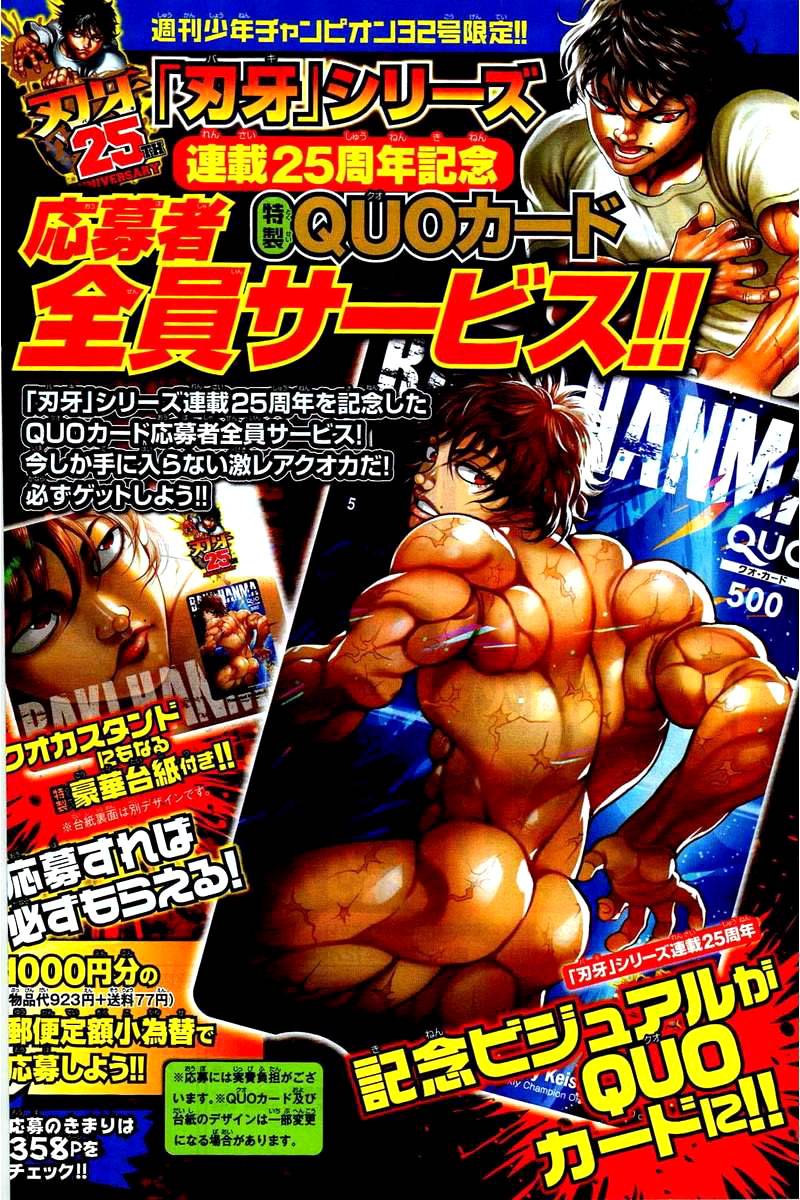 週刊少年チャンピオン32号限定!!
刃牙
25TH
ANNIVERSARY
「刃牙」シリーズ
連載25周年記念
特製QUOカード
応募者
全員サービス!!
「刃牙」シリーズ連載25周年を記念した
QUOカード応募者全員サービス!
今しか手に入らない激レアクオカだ!
必ずゲットしよう!!
5
HANMA
QUO
クオ・カード
500
刃牙
25
BAKI HANMA
QUO
BAKI HANMA
クオカスタンド
にもなる
特製豪華台紙付き!!
※台紙裏面は別デザインです。
応募すれば
必ずもらえる!
1000円分の
(物品代923円+送料77円)
郵便定額小為替で
応募しよう!!
※応募には実費負担がござ
います。※QUOカード及び
台紙のデザインは一部変更
になる場合があります。
応募のきまりは
358Pを
チェック!!
「刃牙」シリーズ連載25周年
記念ビジュアルが
QUO
カードに!!
Keis
Champion